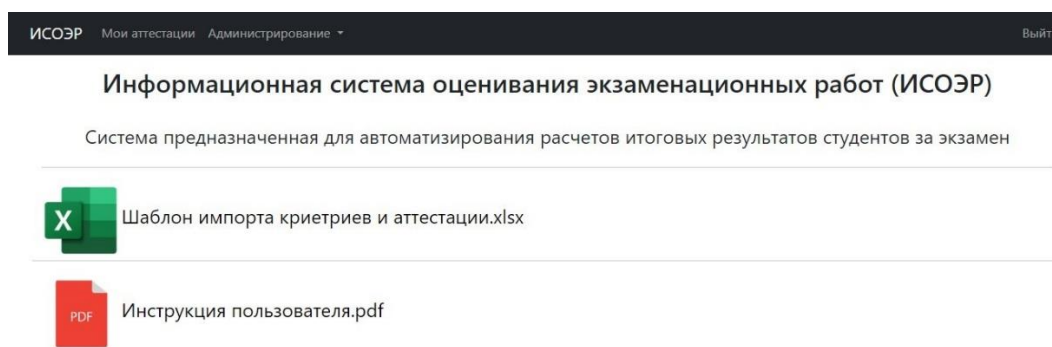 ИСОЭР Мои аттестации Администрирование Выйт
Информационная система оценивания экзаменационных работ (ИСОЭР)
Система предназначенная для автоматизирования расчетов итоговых результатов студентов за экзамен
X
Шаблон импорта криетриев и аттестации.xlsx
PDF
Инструкция пользователя.pdf